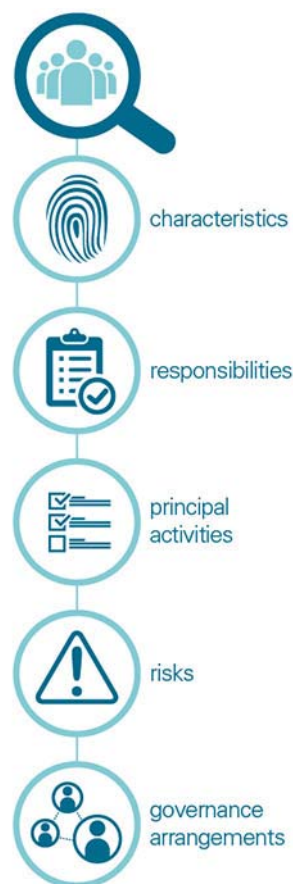 characteristics
responsibilities
principal
activities
risks
governance
arrangements